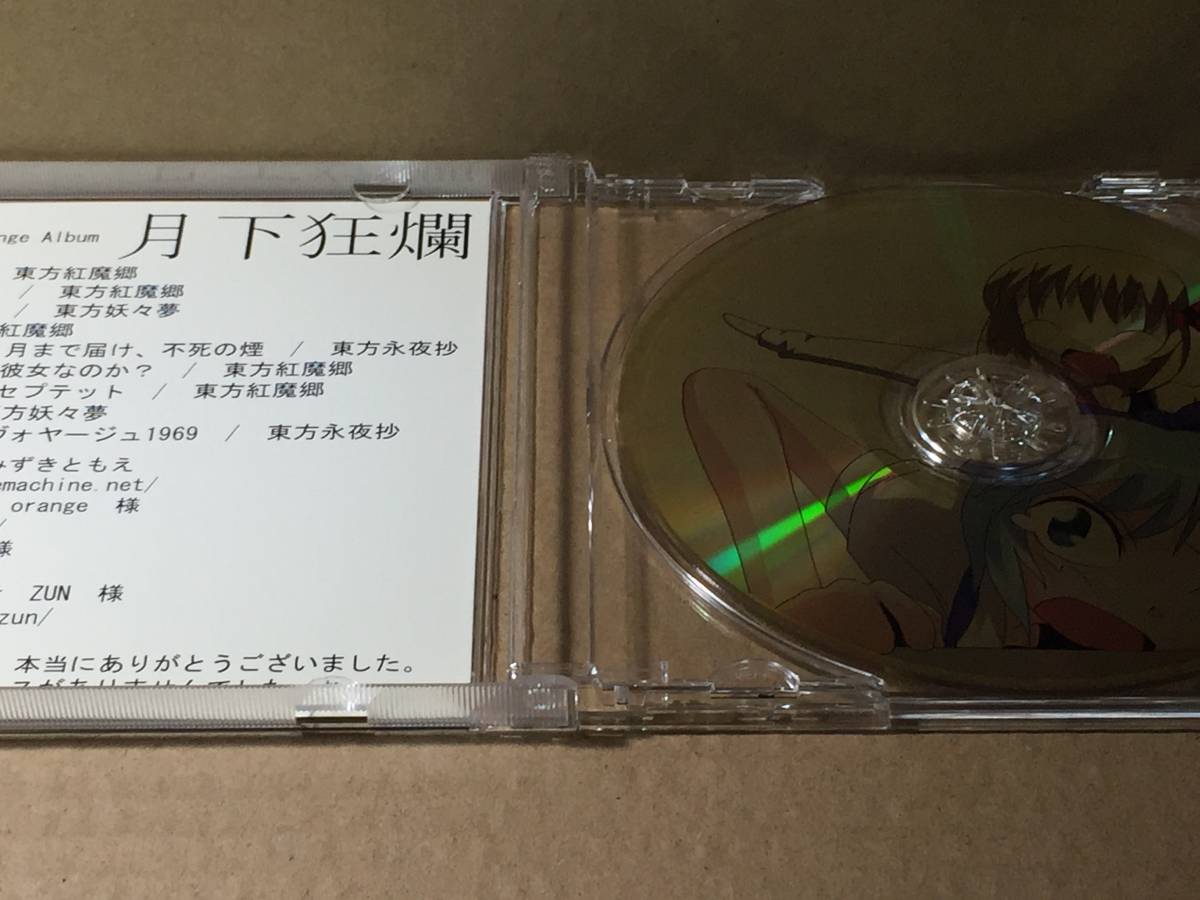 nge Album 月下狂爛
東方紅魔郷
/ 東方紅魔郷
/ 東方妖々夢
紅魔郷
月まで届け、不死の煙 / 東方永夜抄
彼女なのか? / 東方紅魔郷
セプテット / 東方紅魔郷
方妖々夢
ヴォヤージュ1969 / 東方永夜抄
みずきともえ
emachine.net/
orange 様
/
様
ZUN 様
zun/
本当にありがとうございました。